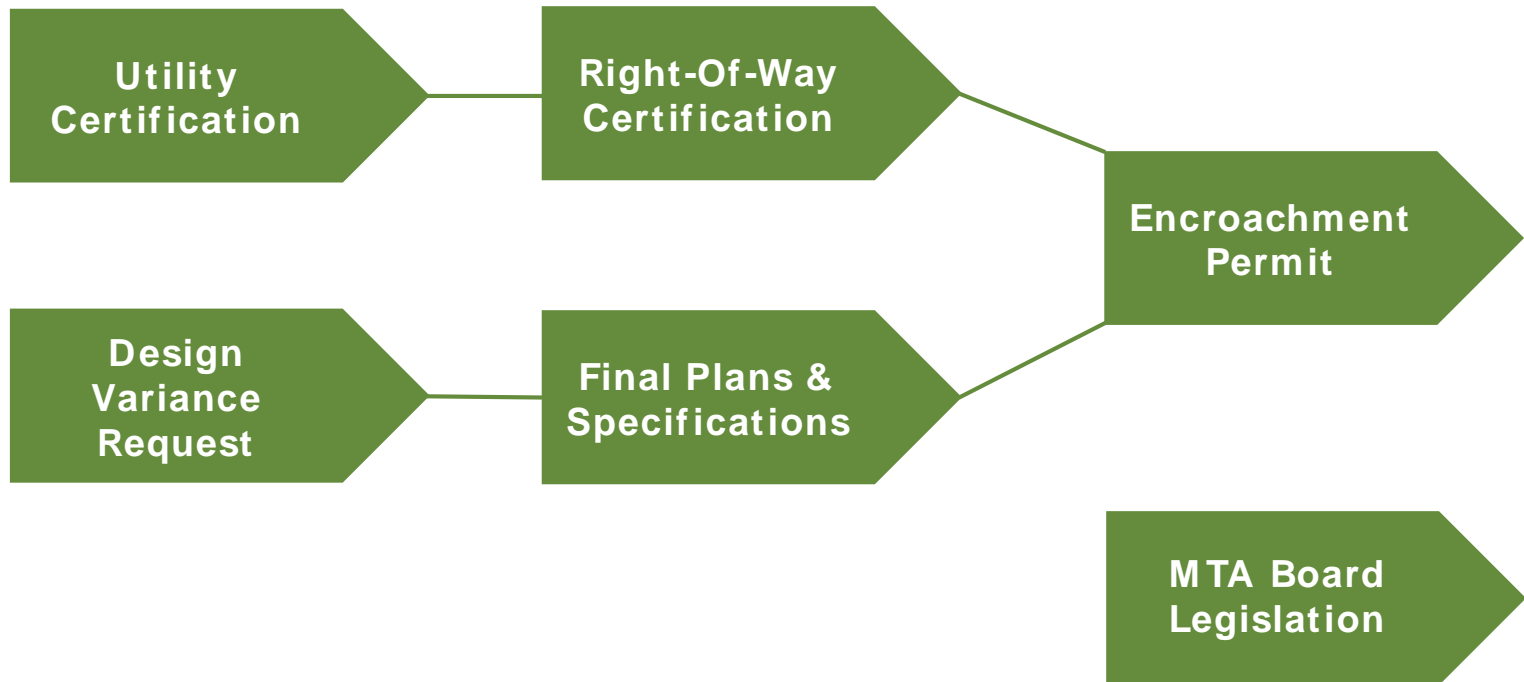 Utility
Certification
Right-Of-Way
Certification
Encroachment
Permit
Design
Variance
Request
Final Plans &
Specifications
MTA Board
Legislation